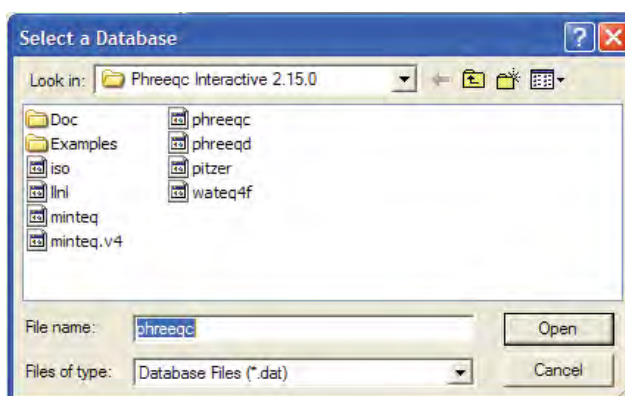 Select a Database
Look in: Phreeqc Interactive 2.15.0
Doc
Examples
iso
llnl
minteq
minteq.v4
phreeqc
phreeqd
pitzer
wateq4f
File name: phreeqc Open
Files of type: Database Files (*.dat) Cancel